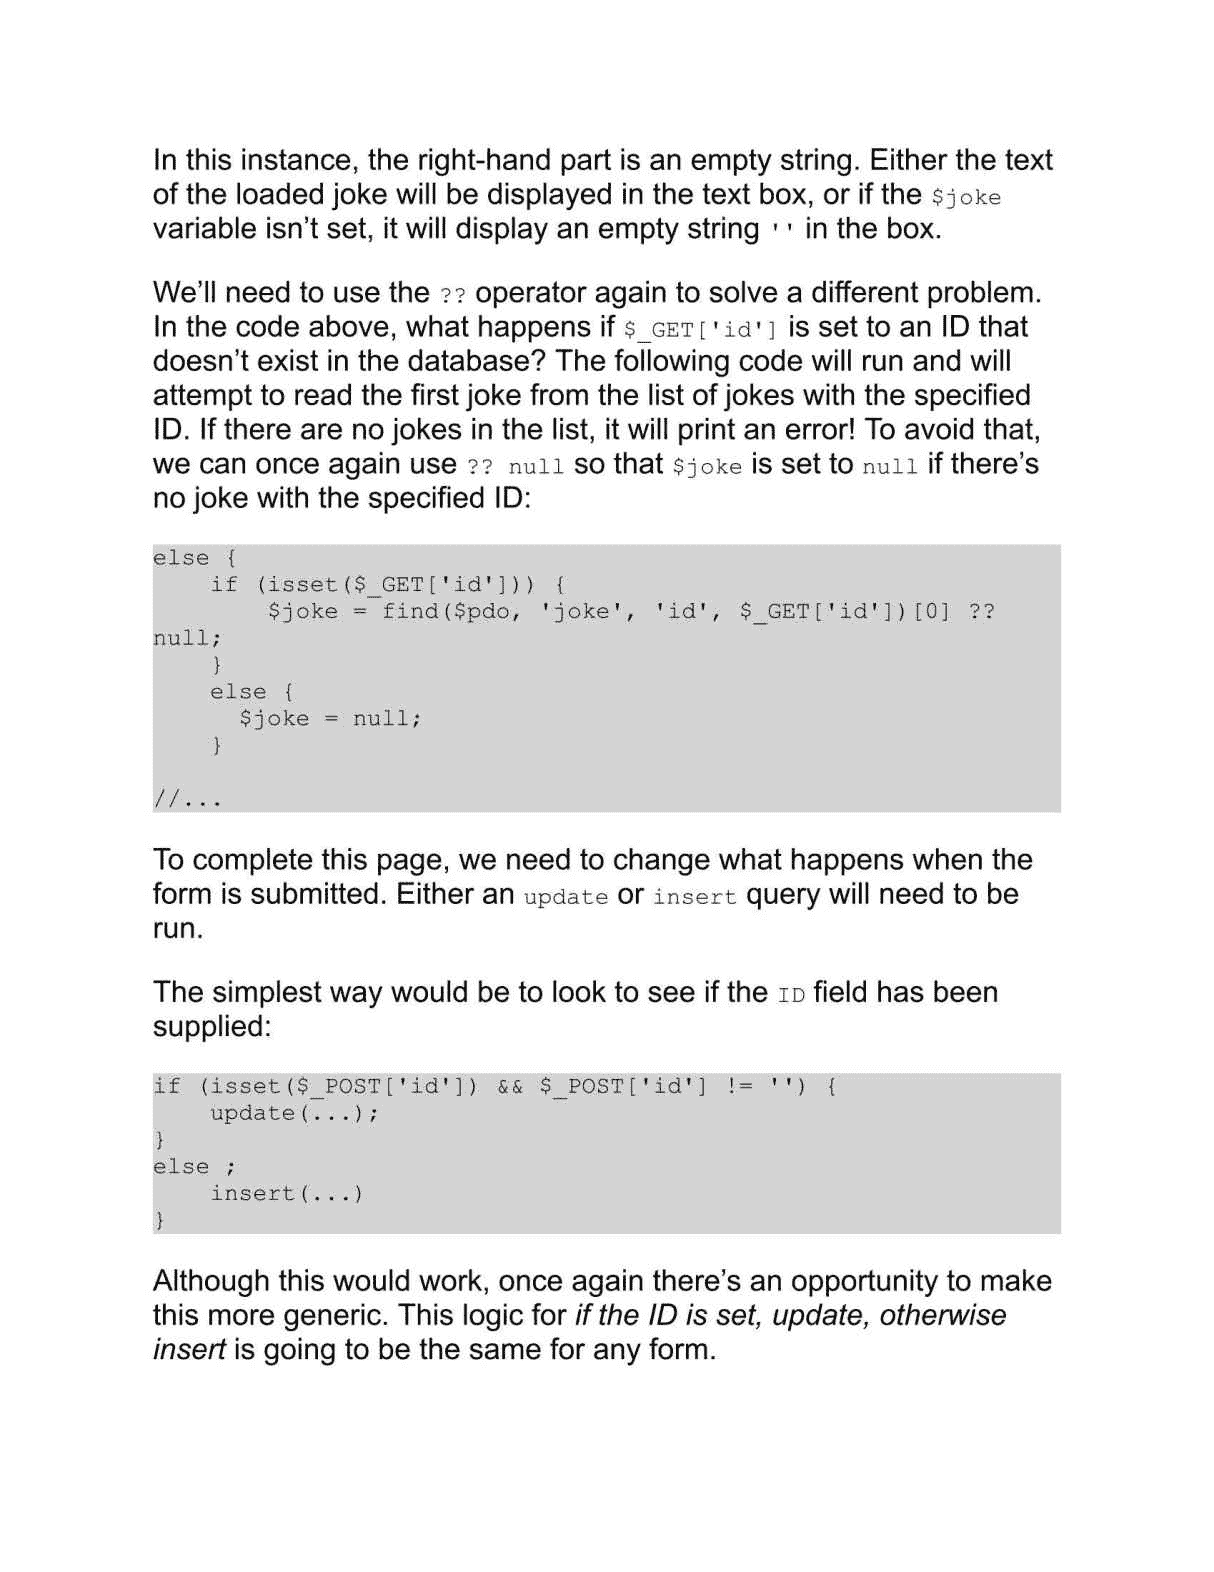 In this instance, the right-hand part is an empty string. Either the text
of the loaded joke will be displayed in the text box, or if the $joke
variable isn’t set, it will display an empty string '' in the box.
We’ll need to use the ?? operator again to solve a different problem.
In the code above, what happens if $_GET['id'] is set to an ID that
doesn’t exist in the database? The following code will run and will
attempt to read the first joke from the list of jokes with the specified
ID. If there are no jokes in the list, it will print an error! To avoid that,
we can once again use ?? null so that $joke is set to null if there’s
no joke with the specified ID:
else {
    if (isset($_GET['id'])) {
        $joke = find($pdo, 'joke', 'id', $_GET['id'])[0] ??
null;
    }
    else {
      $joke = null;
    }
//...
To complete this page, we need to change what happens when the
form is submitted. Either an update or insert query will need to be
run.
The simplest way would be to look to see if the ID field has been
supplied:
if (isset($_POST['id']) && $_POST['id'] != '') {
    update(...);
}
else ;
    insert(...)
}
Although this would work, once again there’s an opportunity to make
this more generic. This logic for if the ID is set, update, otherwise
insert is going to be the same for any form.